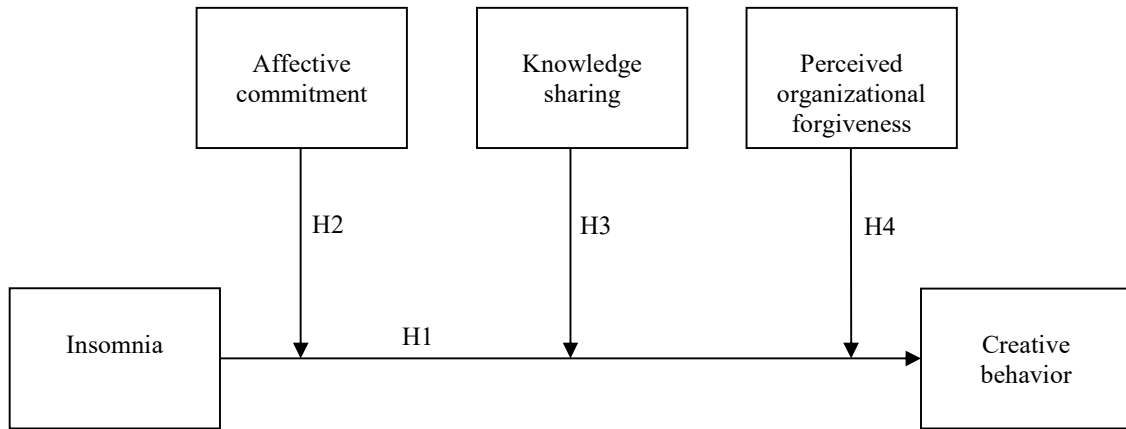 Affective
commitment
Knowledge
sharing
Perceived
organizational
forgiveness
H2
H3
H4
Insomnia
H1
Creative
behavior